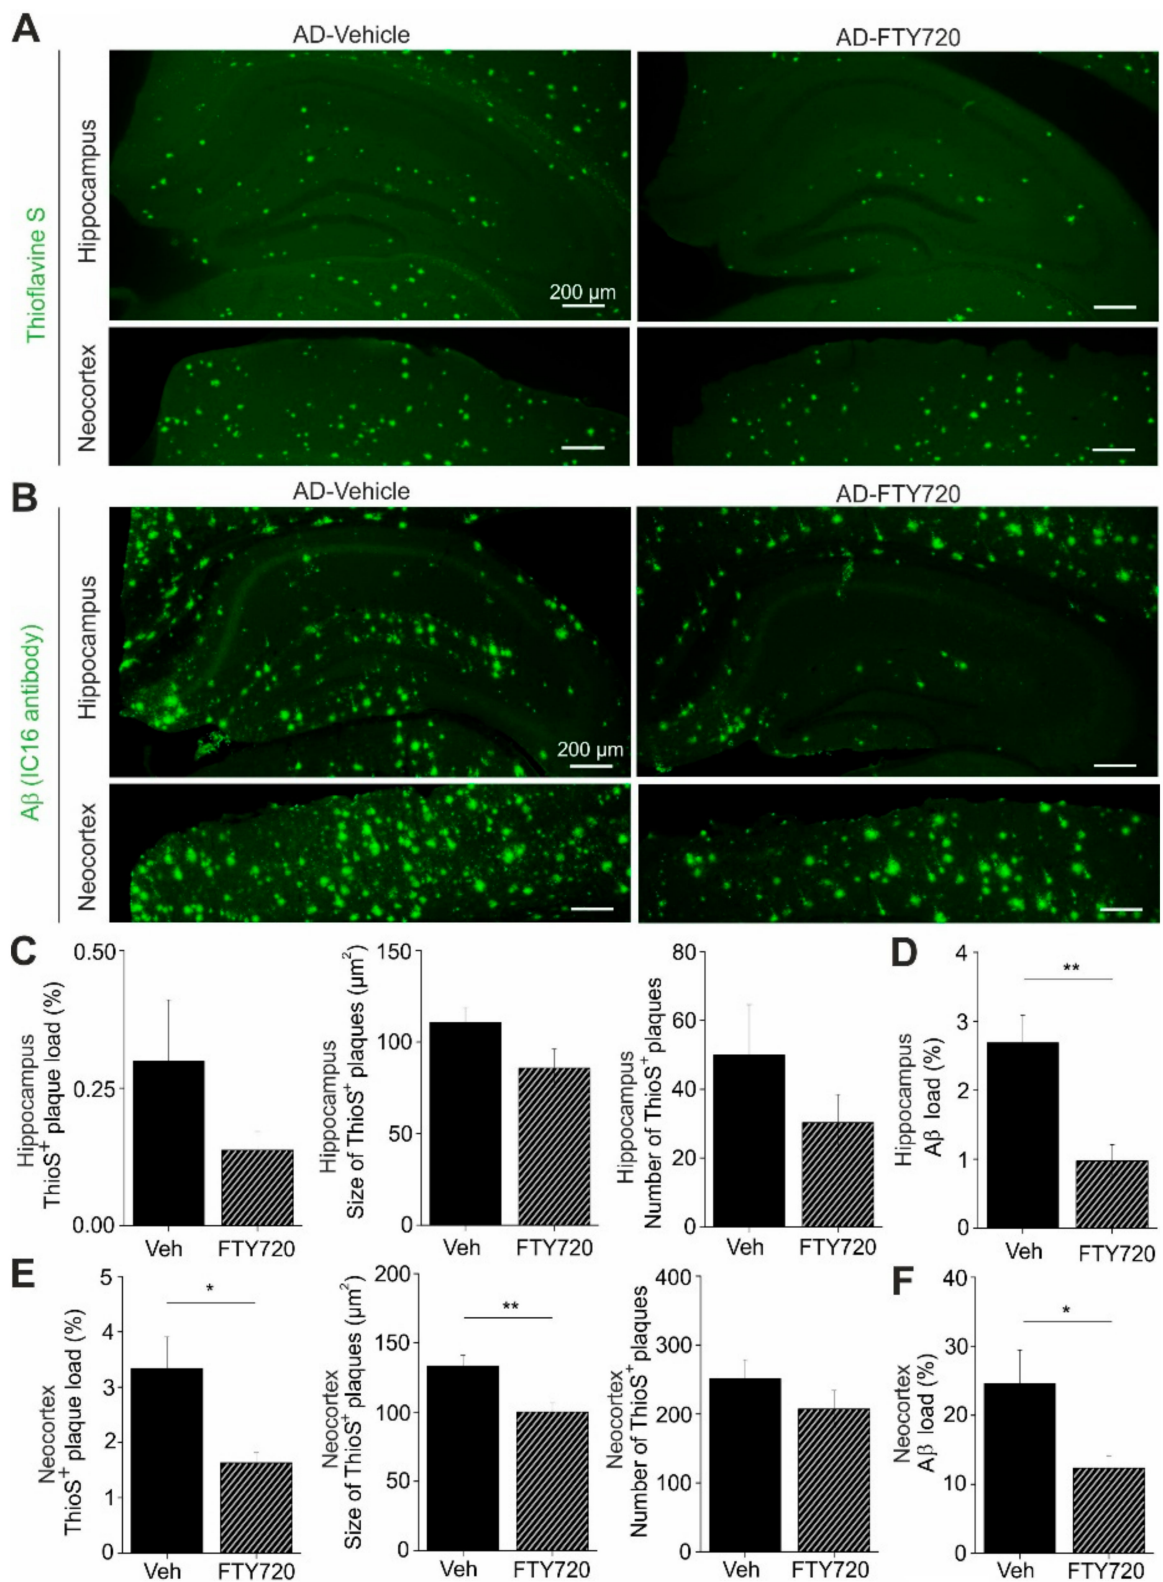 A
AD-Vehicle
AD-FTY720
Thioflavine S
Hippocampus
200 µm
Neocortex
B
AD-Vehicle
AD-FTY720
Aβ (IC16 antibody)
Hippocampus
200 µm
Neocortex
C
Hippocampus
ThioS+ plaque load (%)
0.50
0.25
0.00
Veh
FTY720
Hippocampus
Size of ThioS+ plaques (µm²)
150
100
50
0
Veh
FTY720
Hippocampus
Number of ThioS+ plaques
80
60
40
20
0
Veh
FTY720
D
Hippocampus
Aβ load (%)
4
3
2
1
0
**
Veh
FTY720
E
Neocortex
ThioS+ plaque load (%)
5
4
3
2
1
0
*
Veh
FTY720
Neocortex
Size of ThioS+ plaques (µm²)
200
150
100
50
0
**
Veh
FTY720
Neocortex
Number of ThioS+ plaques
400
300
200
100
0
Veh
FTY720
F
Neocortex
Aβ load (%)
40
30
20
10
0
*
Veh
FTY720